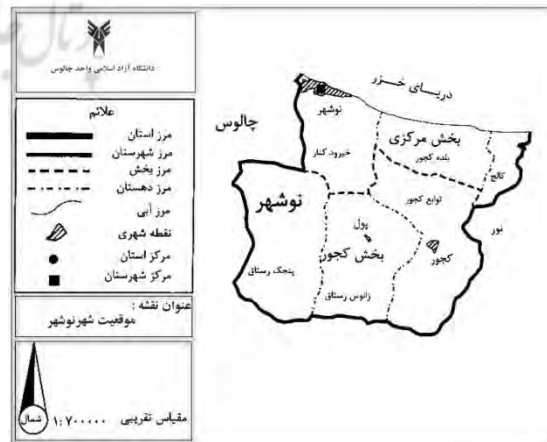 دانشگاه آزاد اسلامی واحد چالوس
علائم
مرز استان
مرز شهرستان
مرز بخش
مرز دهستان
مرز آبی
نقطه شهری
مرکز استان
مرکز شهرستان
عنوان نقشه :
موقعیت شهرنوشهر
شمال
مقیاس تقریبی ۱:۷۰۰۰۰۰
دریای خزر
چالوس
نوشهر
بخش مرکزی
بلده کجور
خیرود کنار
کالج
توابع کجور
نوشهر
نور
پول
بخش کجور
کجور
پنجک رستاق
زانوس رستاق